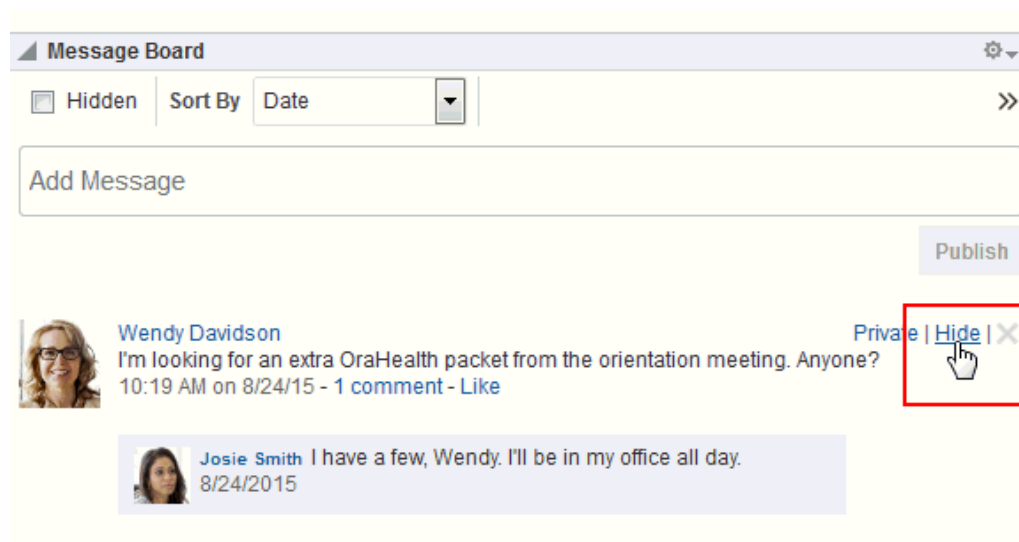 Message Board
Hidden Sort By Date
Add Message
Publish
Wendy Davidson Private | Hide |
I'm looking for an extra OraHealth packet from the orientation meeting. Anyone?
10:19 AM on 8/24/15 - 1 comment - Like
Josie Smith I have a few, Wendy. I'll be in my office all day.
8/24/2015